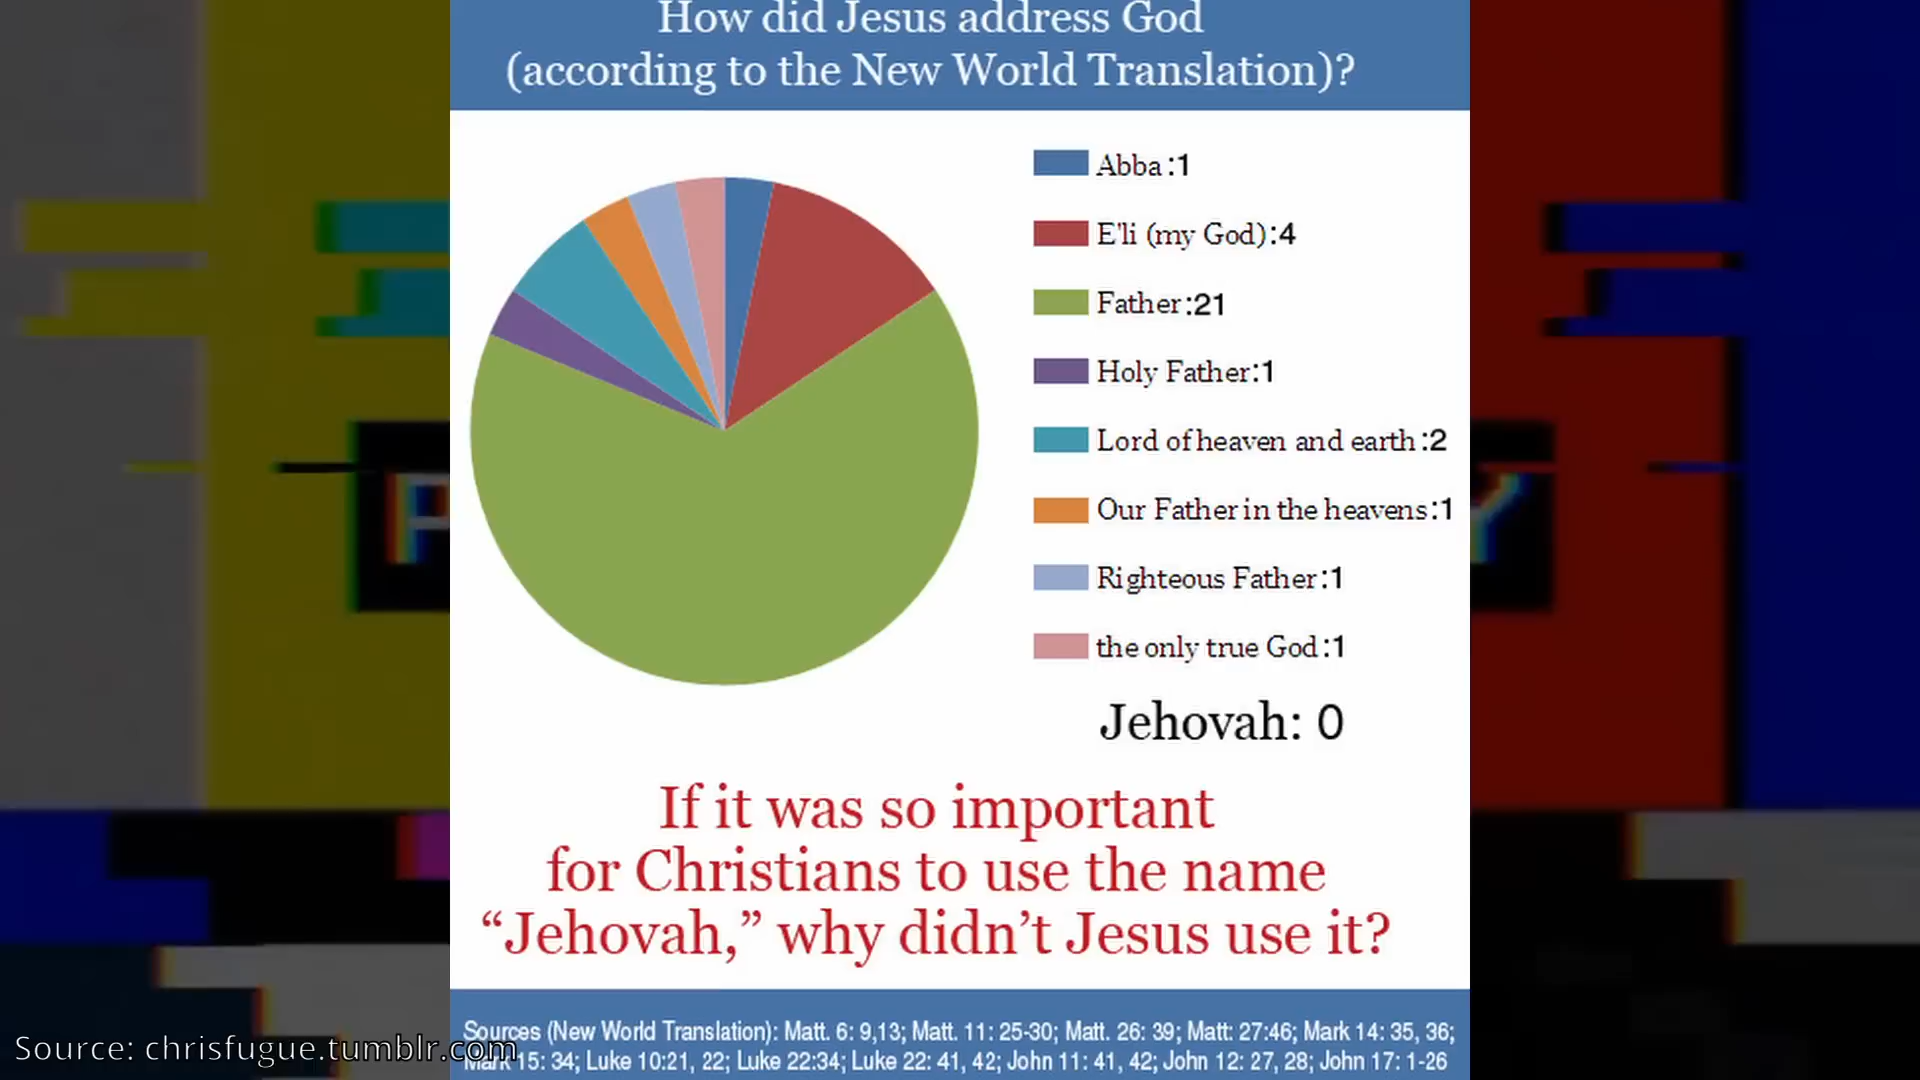 How did Jesus address God
(according to the New World Translation)?
Abba :1
E'li (my God):4
Father :21
Holy Father:1
Lord of heaven and earth :2
Our Father in the heavens :1
Righteous Father :1
the only true God :1
Jehovah: 0
If it was so important
for Christians to use the name
“Jehovah,” why didn’t Jesus use it?
Sources (New World Translation): Matt. 6: 9,13; Matt. 11: 25-30; Matt. 26: 39; Matt: 27:46; Mark 14: 35, 36;
Mark 15: 34; Luke 10:21, 22; Luke 22:34; Luke 22: 41, 42; John 11: 41, 42; John 12: 27, 28; John 17: 1-26
Source: chrisfugue.tumblr.com